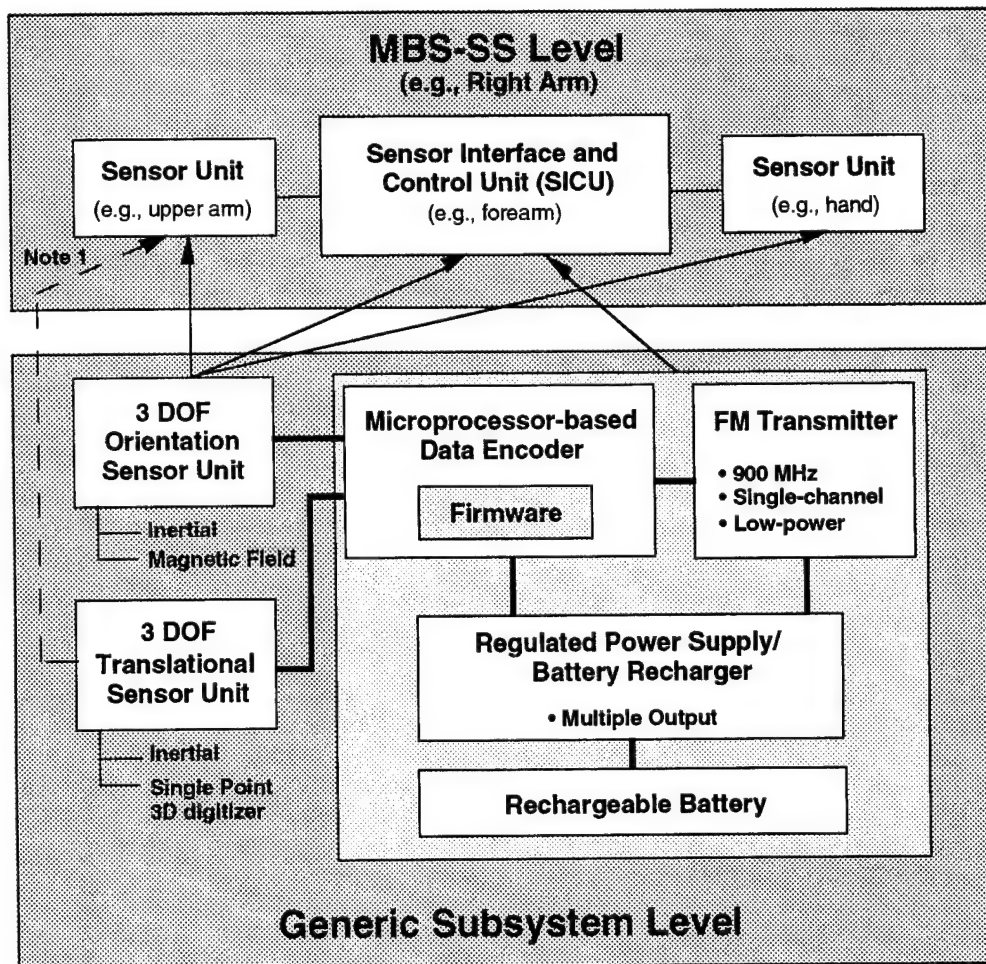 MBS-SS Level
(e.g., Right Arm)
Sensor Unit
(e.g., upper arm)
Sensor Interface and
Control Unit (SICU)
(e.g., forearm)
Sensor Unit
(e.g., hand)
Note 1
3 DOF
Orientation
Sensor Unit
Inertial
Magnetic Field
Microprocessor-based
Data Encoder
Firmware
FM Transmitter
• 900 MHz
• Single-channel
• Low-power
3 DOF
Translational
Sensor Unit
Inertial
Single Point
3D digitizer
Regulated Power Supply/
Battery Recharger
• Multiple Output
Rechargeable Battery
Generic Subsystem Level